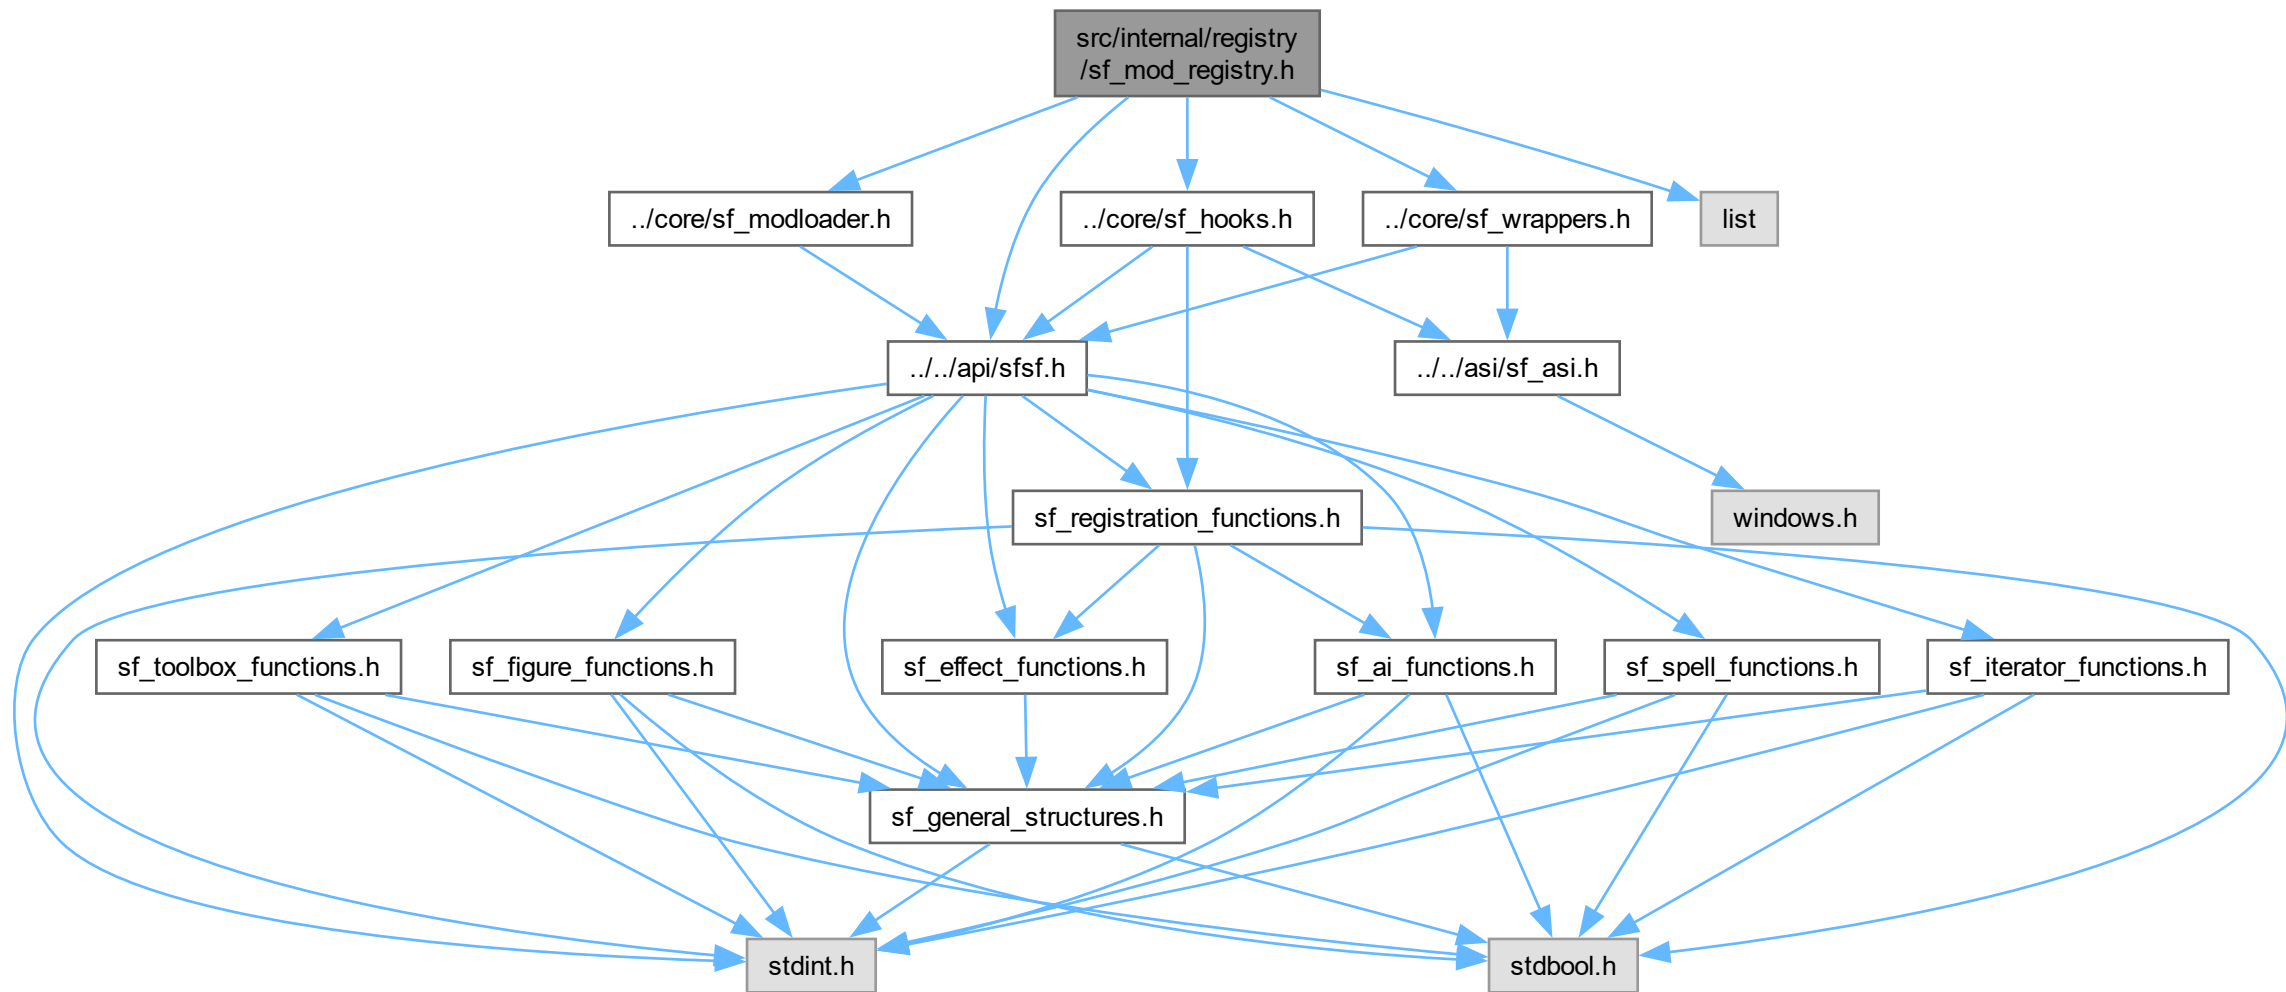 src/internal/registry
/sf_mod_registry.h
../core/sf_modloader.h
../core/sf_hooks.h
../core/sf_wrappers.h
list
../../api/sfsf.h
../../asi/sf_asi.h
sf_registration_functions.h
windows.h
sf_toolbox_functions.h
sf_figure_functions.h
sf_effect_functions.h
sf_ai_functions.h
sf_spell_functions.h
sf_iterator_functions.h
sf_general_structures.h
stdint.h
stdbool.h